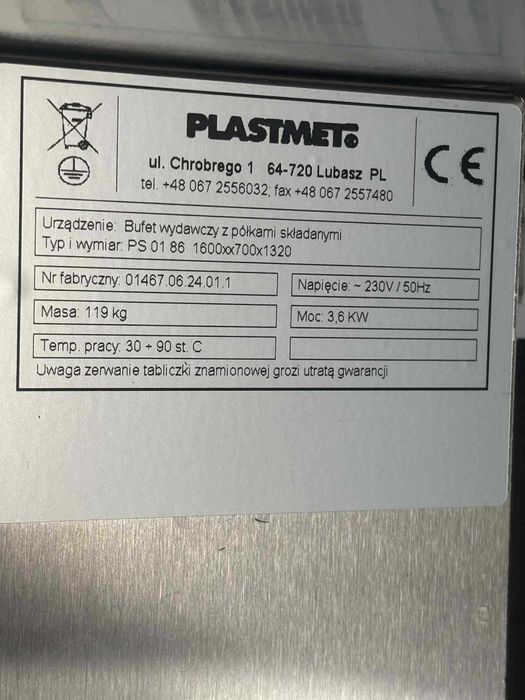 PLASTMET
ul. Chrobrego 1 64-720 Lubasz PL
tel. +48 067 2556032; fax +48 067 2557480
CE
Urządzenie: Bufet wydawczy z półkami składanymi
Typ i wymiar: PS 01 86 1600xx700x1320
Nr fabryczny: 01467.06.24.01.1
Napięcie: ~ 230V / 50Hz
Masa: 119 kg
Moc: 3,6 KW
Temp. pracy: 30 ÷ 90 st. C
Uwaga zerwanie tabliczki znamionowej grozi utratą gwarancji